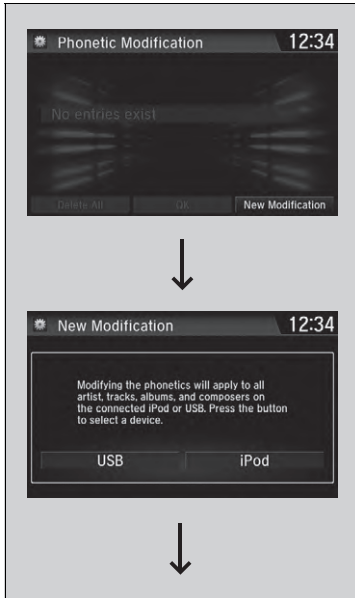 Phonetic Modification 12:34
No entries exist
Delete All OK New Modification
New Modification 12:34
Modifying the phonetics will apply to all
artist, tracks, albums, and composers on
the connected iPod or USB. Press the button
to select a device.
USB iPod